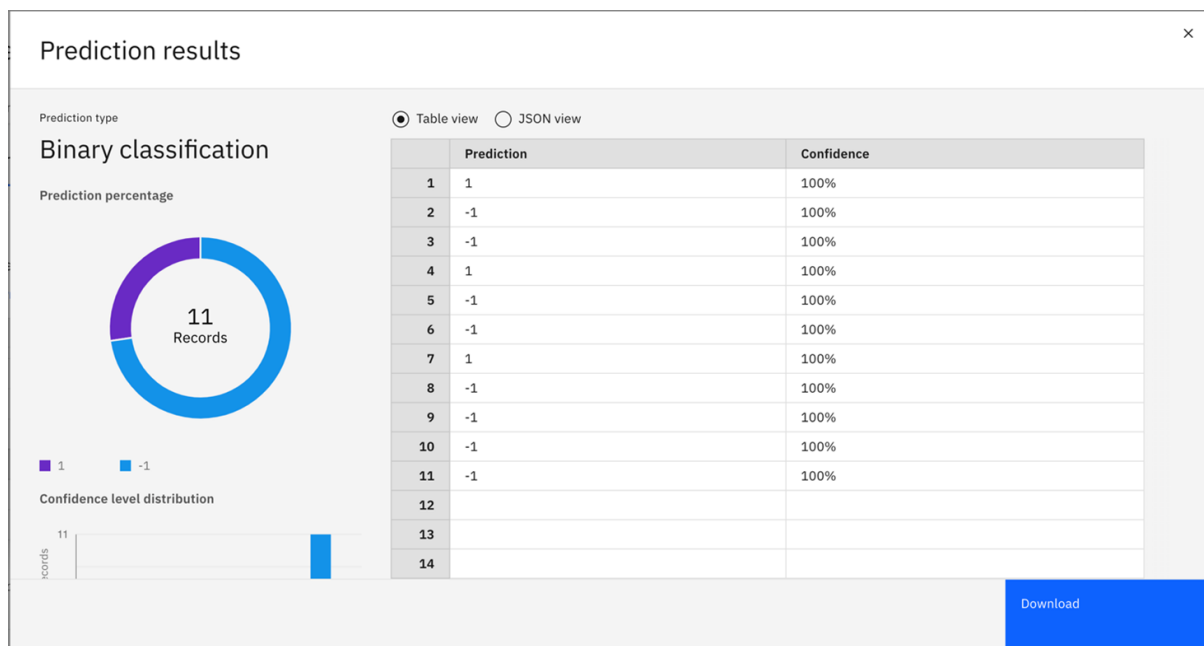 Prediction results
Prediction type
Binary classification
Prediction percentage
11
Records
1 -1
Confidence level distribution
11
Table view JSON view
Prediction Confidence
1 1 100%
2 -1 100%
3 -1 100%
4 1 100%
5 -1 100%
6 -1 100%
7 1 100%
8 -1 100%
9 -1 100%
10 -1 100%
11 -1 100%
12
13
14
Download